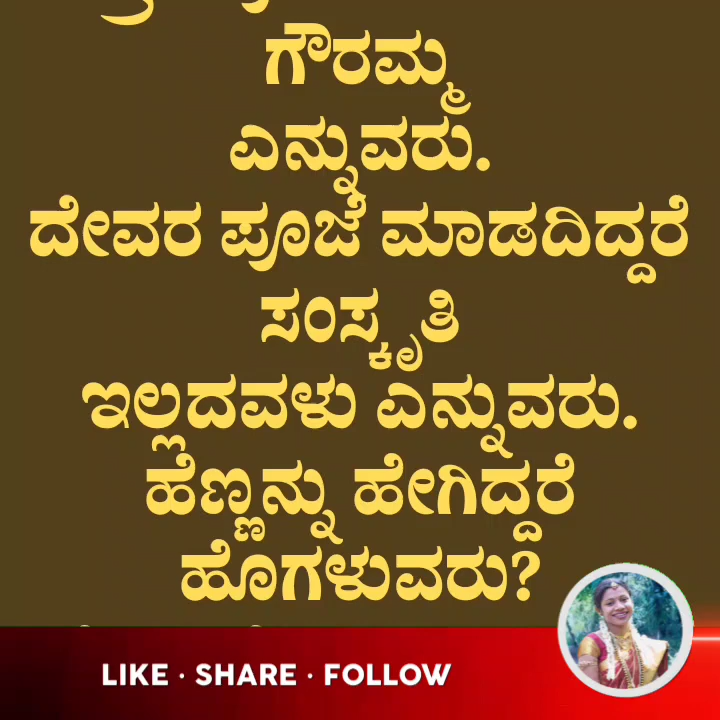 ಗೌರಮ್ಮ
ಎನ್ನುವರು.
ದೇವರ ಪೂಜೆ ಮಾಡದಿದ್ದರೆ
ಸಂಸ್ಕೃತಿ
ಇಲ್ಲದವಳು ಎನ್ನುವರು.
ಹೆಣ್ಣನ್ನು ಹೇಗಿದ್ದರೆ
ಹೊಗಳುವರು?
LIKE · SHARE · FOLLOW